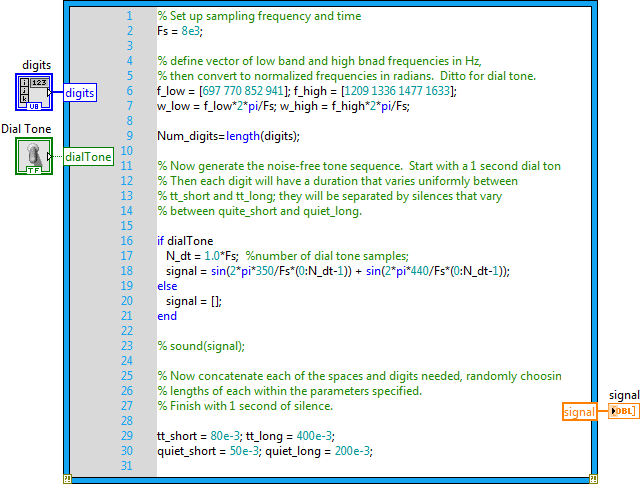 1 % Set up sampling frequency and time
2 Fs = 8e3;
3
4 % define vector of low band and high bnad frequencies in Hz,
5 % then convert to normalized frequencies in radians. Ditto for dial tone.
6 f_low = [697 770 852 941]; f_high = [1209 1336 1477 1633];
7 w_low = f_low*2*pi/Fs; w_high = f_high*2*pi/Fs;
8
9 Num_digits=length(digits);
10
11 % Now generate the noise-free tone sequence. Start with a 1 second dial ton
12 % Then each digit will have a duration that varies uniformly between
13 % tt_short and tt_long; they will be separated by silences that vary
14 % between quite_short and quiet_long.
15
16 if dialTone
17 N_dt = 1.0*Fs; %number of dial tone samples;
18 signal = sin(2*pi*350/Fs*(0:N_dt-1)) + sin(2*pi*440/Fs*(0:N_dt-1));
19 else
20 signal = [];
21 end
22
23 % sound(signal);
24
25 % Now concatenate each of the spaces and digits needed, randomly choosin
26 % lengths of each within the parameters specified.
27 % Finish with 1 second of silence.
28
29 tt_short = 80e-3; tt_long = 400e-3;
30 quiet_short = 50e-3; quiet_long = 200e-3;
31
digits
i
j
k
123
U8
digits
Dial Tone
TF
dialTone
signal
signal
DBL]